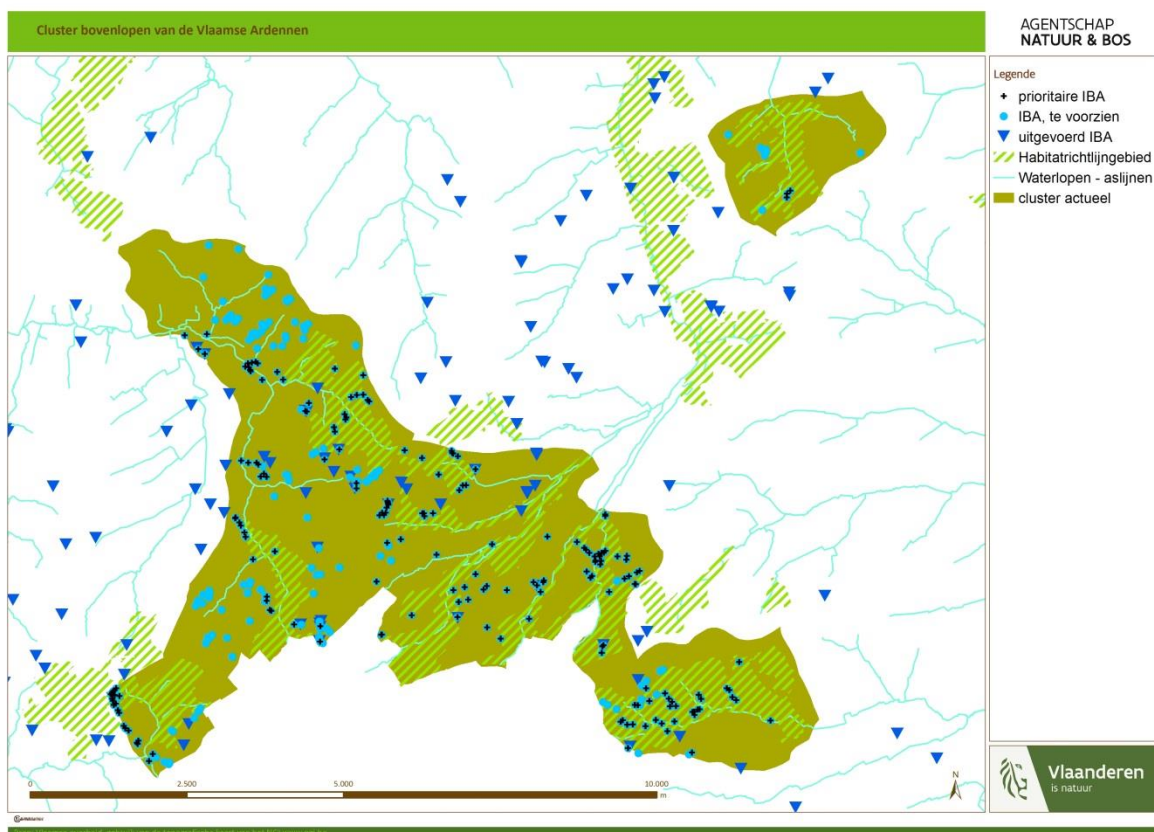 Cluster bovenlopen van de Vlaamse Ardennen
AGENTSCHAP
NATUUR & BOS
Legende
prioritaire IBA
IBA, te voorzien
uitgevoerd IBA
Habitatrichtlijngebied
Waterlopen - aslijnen
cluster actueel
0
2.500
5.000
10.000
m
N
Vlaanderen
is natuur